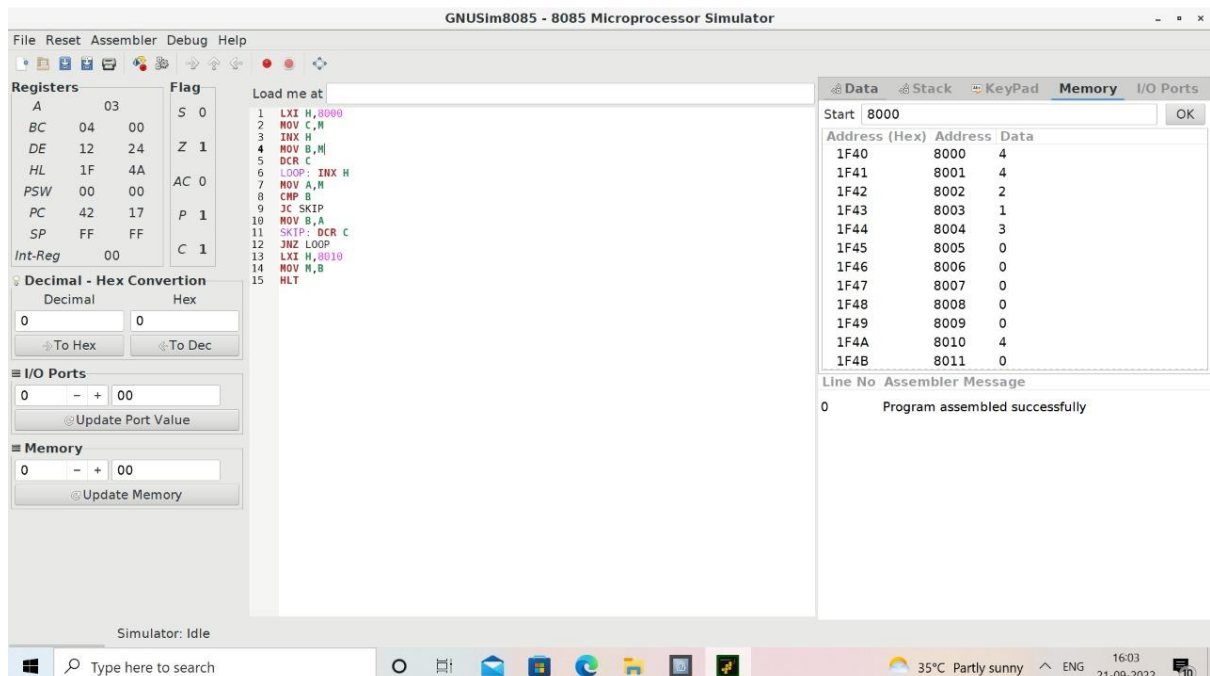 GNUSim8085 - 8085 Microprocessor Simulator
File Reset Assembler Debug Help
Registers
A 03
BC 04 00
DE 12 24
HL 1F 4A
PSW 00 00
PC 42 17
SP FF FF
Int-Reg 00
Flag
S 0
Z 1
AC 0
P 1
C 1
Decimal - Hex Convertion
Decimal Hex
0 0
To Hex To Dec
I/O Ports
0 - + 00
Update Port Value
Memory
0 - + 00
Update Memory
Load me at
1 LXI H,8000
2 MOV C,M
3 INX H
4 MOV B,M
5 DCR C
6 LOOP: INX H
7 MOV A,M
8 CMP B
9 JC SKIP
10 MOV B,A
11 SKIP: DCR C
12 JNZ LOOP
13 LXI H,8010
14 MOV M,B
15 HLT
Data Stack KeyPad Memory I/O Ports
Start 8000 OK
Address (Hex) Address Data
1F40 8000 4
1F41 8001 4
1F42 8002 2
1F43 8003 1
1F44 8004 3
1F45 8005 0
1F46 8006 0
1F47 8007 0
1F48 8008 0
1F49 8009 0
1F4A 8010 4
1F4B 8011 0
Line No Assembler Message
0 Program assembled successfully
Simulator: Idle
Type here to search
35°C Partly sunny ENG
16:03
21-09-2022
10